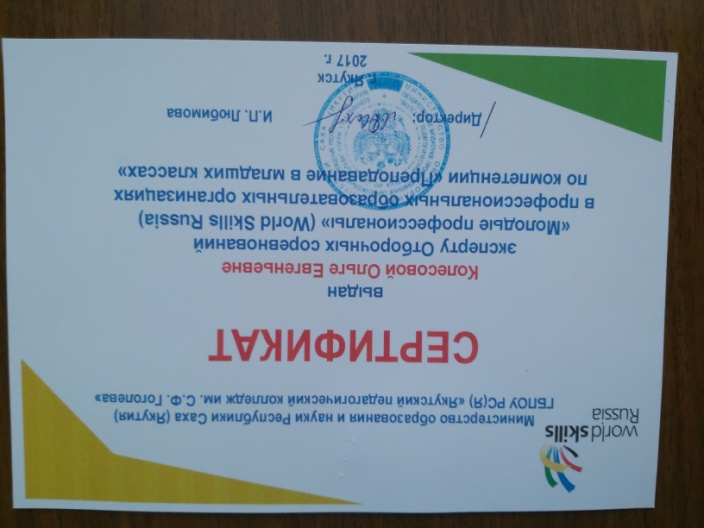 world skills
Russia
Министерство образования и науки Республики Саха (Якутия)
ГБПОУ РС(Я) «Якутский педагогический колледж им. С.Ф. Гоголева»
СЕРТИФИКАТ
выдан
Колесовой Ольге Евгеньевне
эксперту Отборочных соревнований
«Молодые профессионалы» (World Skills Russia)
в профессиональных образовательных организациях
по компетенции «Преподавание в младших классах»
Директор: И.П. Любимова
г. Якутск
2017 г.